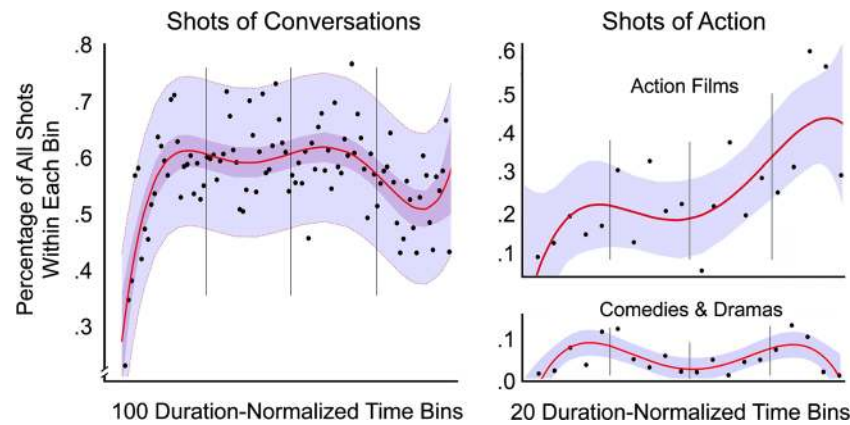 Shots of Conversations
Percentage of All Shots
Within Each Bin
.8
.7
.6
.5
.4
.3
100 Duration-Normalized Time Bins
Shots of Action
.6
.5
.4
.3
.2
.1
Action Films
Comedies & Dramas
.1
.0
20 Duration-Normalized Time Bins